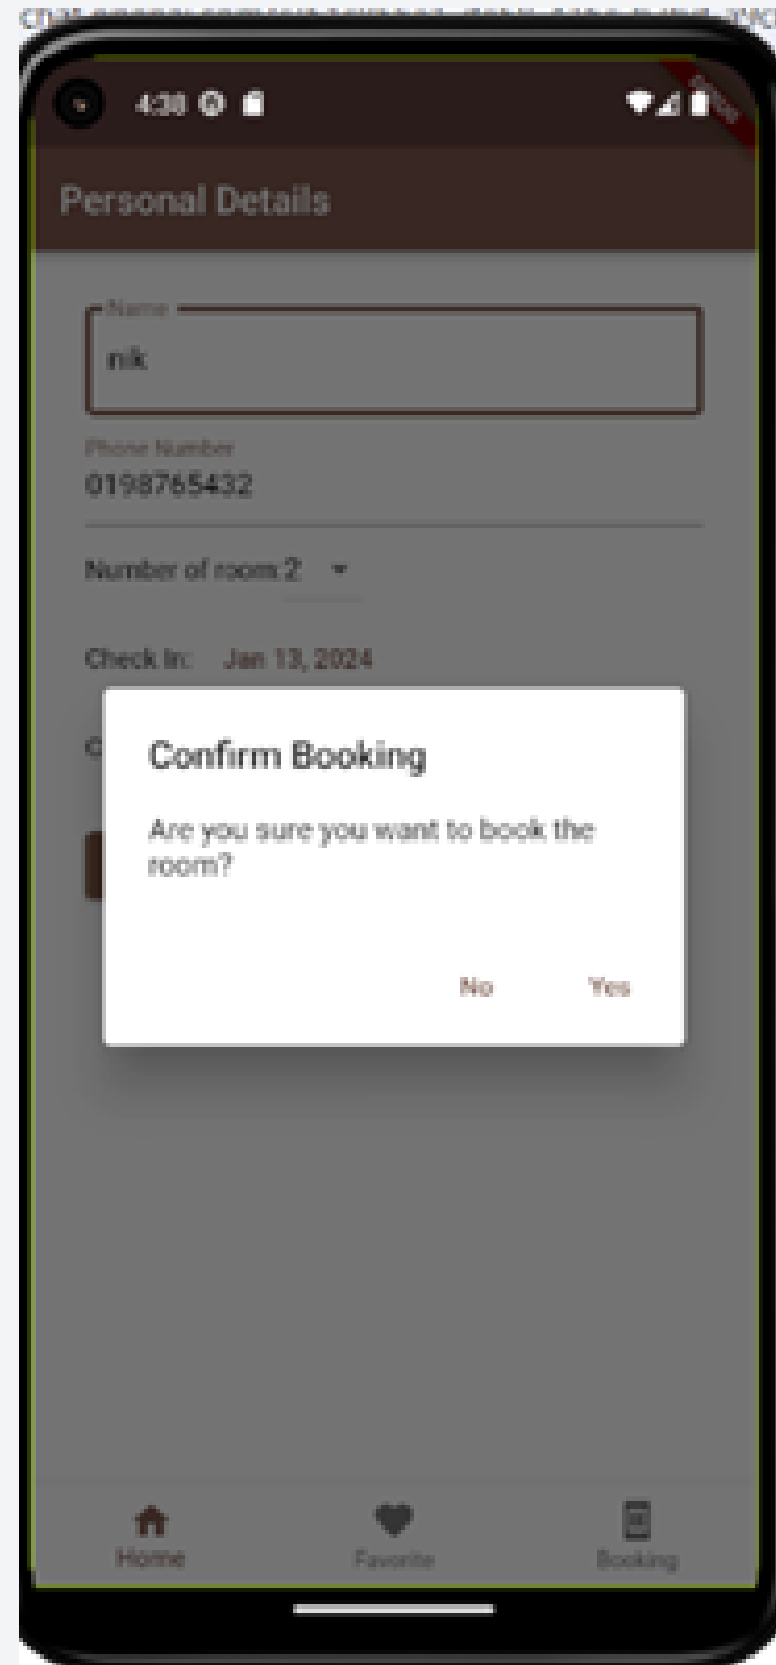 4:38
Personal Details
Name
nik
Phone Number
0198765432
Number of room: 2
Check In: Jan 13, 2024
C
Confirm Booking
Are you sure you want to book the
room?
No Yes
Home Favorite Booking